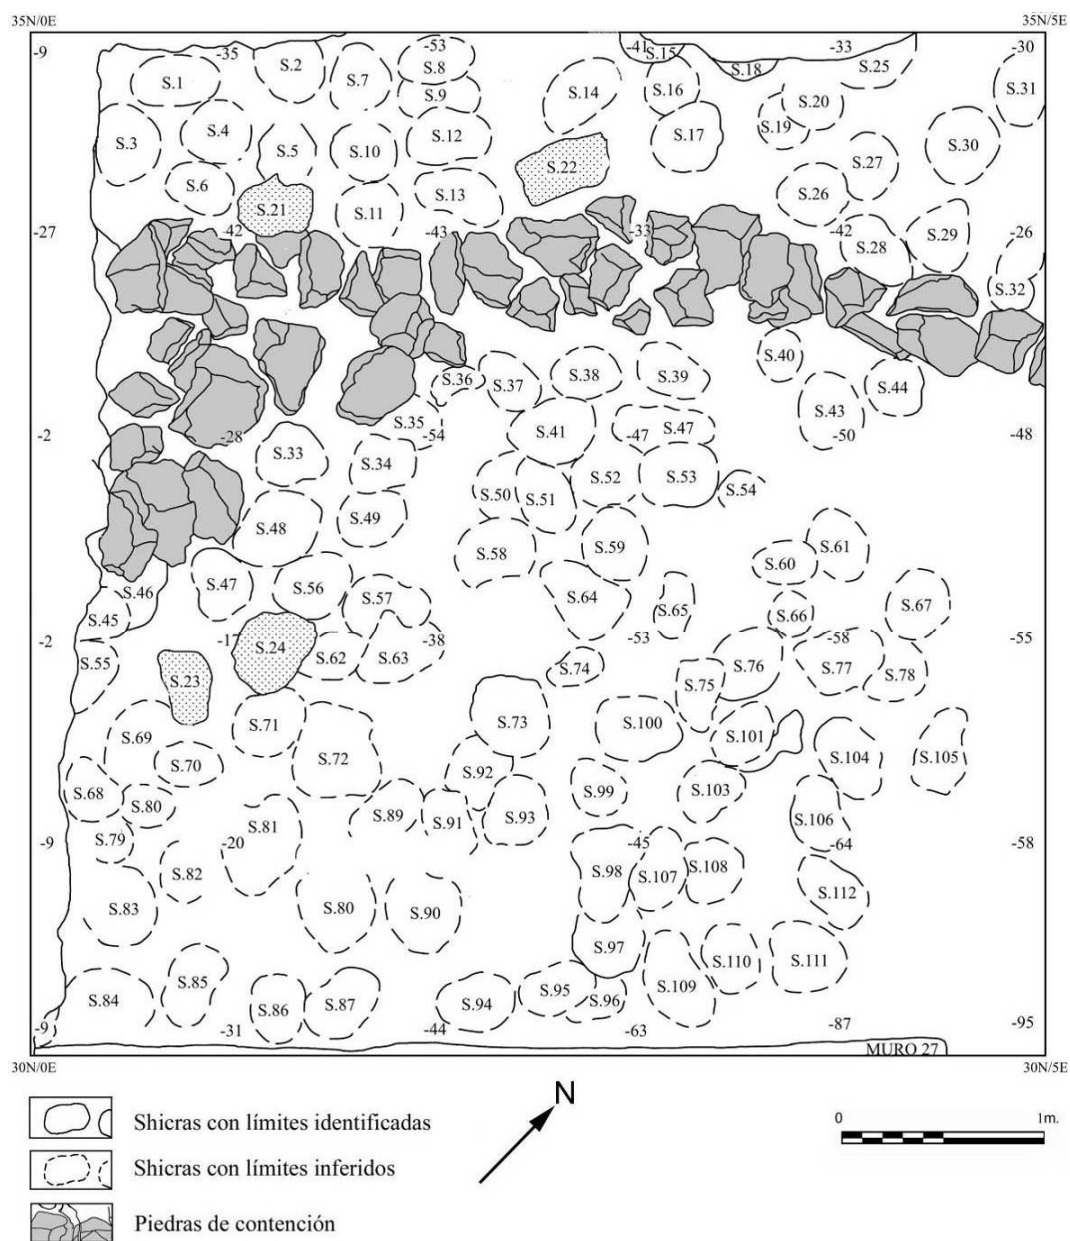 35N/0E 35N/5E
-9 -35 -53 -41 -33 -30
S.1 S.2 S.7 S.8 S.15 S.18 S.25
S.9 S.14 S.16 S.20 S.31
S.3 S.4 S.5 S.10 S.12 S.17 S.19 S.27 S.30
S.6 S.21 S.11 S.13 S.22 S.26
-27 -42 -43 -33 -42 S.28 S.29 -26
S.32
S.40
S.36 S.37 S.38 S.39 S.44
S.35 S.43
-2 -28 -54 S.41 -47 S.47 -50 -48
S.33 S.34 S.52 S.53
S.50 S.51 S.54
S.48 S.49
S.58 S.59 S.61
S.60
S.46 S.47 S.56 S.57 S.64 S.65 S.66 S.67
S.45
-2 -17 S.24 -38 -53 -58 -55
S.55 S.62 S.63 S.74 S.76 S.77 S.78
S.23 S.75
S.69 S.71 S.73 S.100 S.101
S.70 S.72 S.92 S.104 S.105
S.68 S.80 S.99 S.103
S.79 S.81 S.89 S.91 S.93 S.106
-9 -20 -45 -64 -58
S.82 S.98 S.107 S.108
S.112
S.83 S.80 S.90
S.97
S.85 S.110 S.111
S.84 S.86 S.87 S.94 S.95 S.96 S.109
-9 -31 -44 -63 -87 -95
MURO 27
30N/0E 30N/5E
N
Shicras con límites identificadas
0 1m.
Shicras con límites inferidos
Piedras de contención